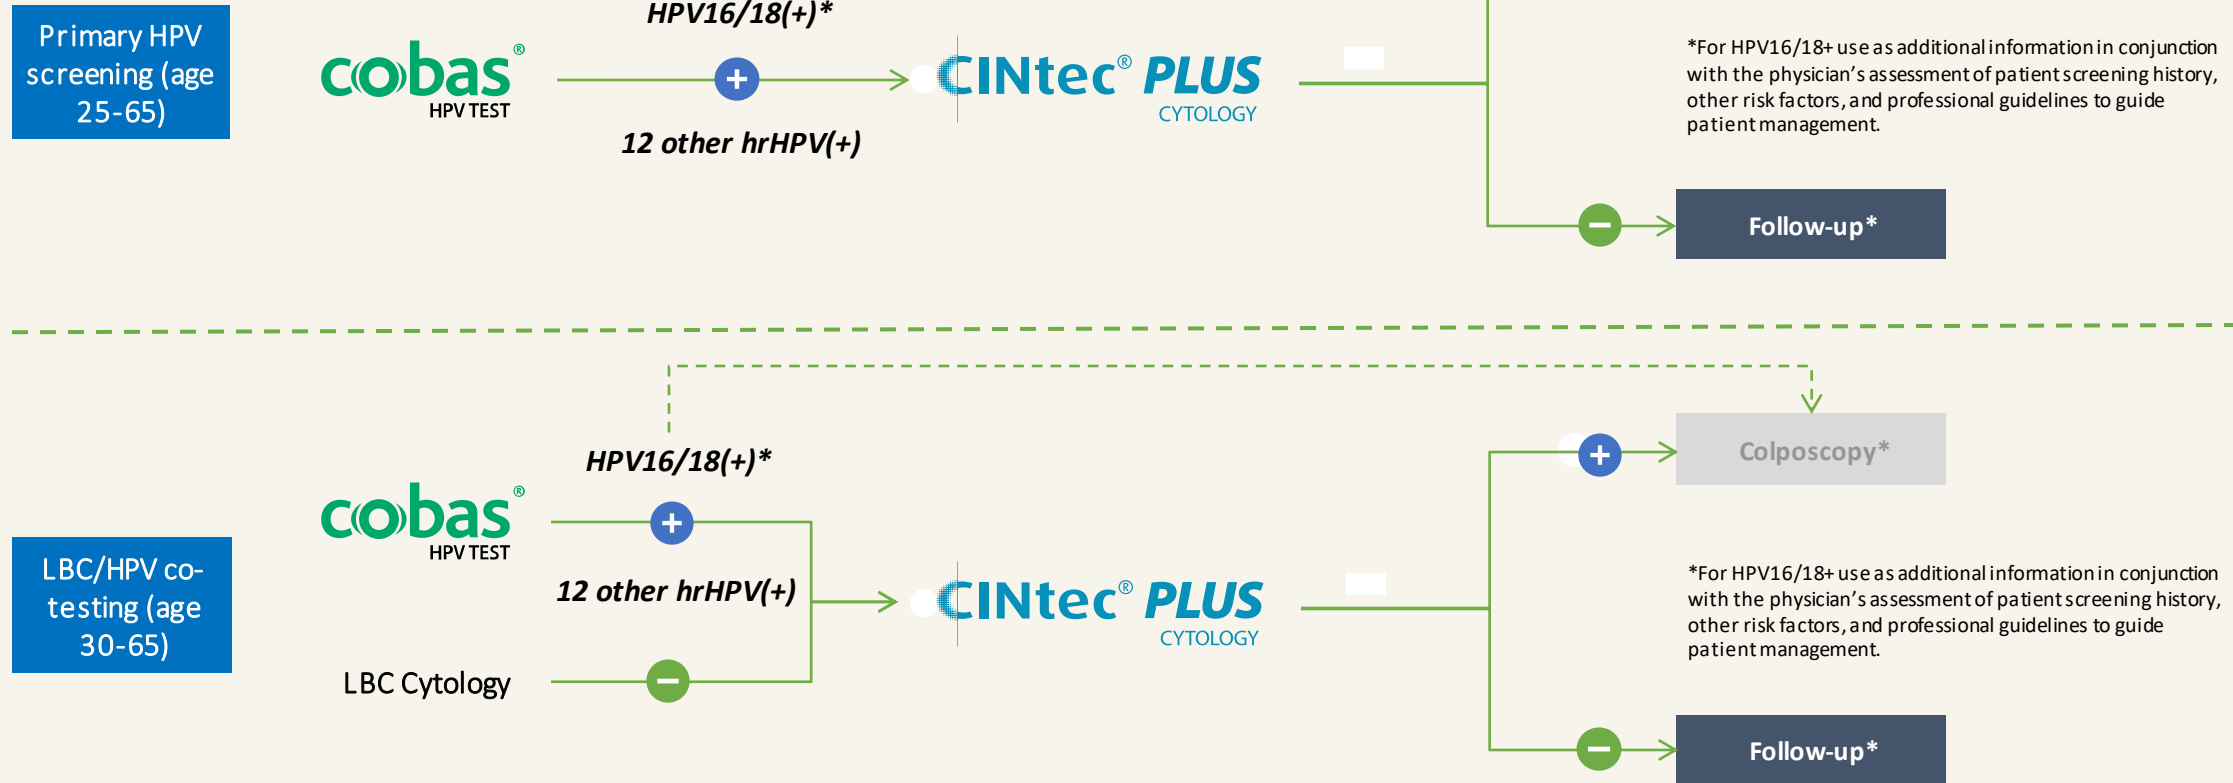 HPV16/18(+)*
Primary HPV
screening (age
25-65)
cobas®
HPV TEST
+
CINtec® PLUS
CYTOLOGY
12 other hrHPV(+)
*For HPV16/18+ use as additional information in conjunction
with the physician's assessment of patient screening history,
other risk factors, and professional guidelines to guide
patient management.
−
Follow-up*
HPV16/18(+)*
+
Colposcopy*
cobas®
HPV TEST
+
LBC/HPV co-
testing (age
30-65)
12 other hrHPV(+)
CINtec® PLUS
CYTOLOGY
*For HPV16/18+ use as additional information in conjunction
with the physician's assessment of patient screening history,
other risk factors, and professional guidelines to guide
patient management.
LBC Cytology
−
−
Follow-up*